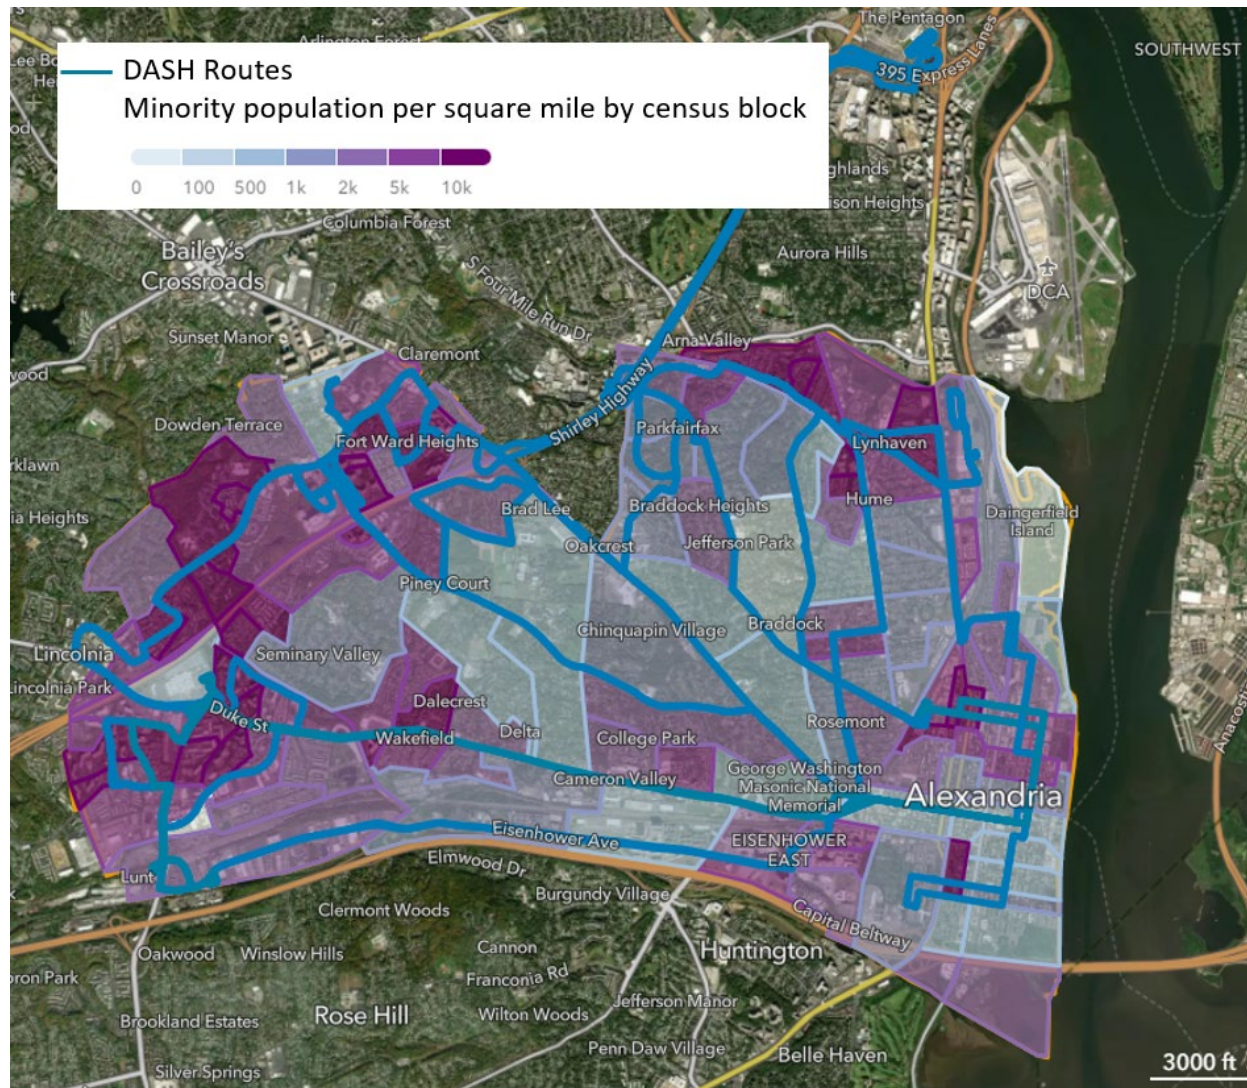 The Pentagon
SOUTHWEST
Arlington Forest
395 Express Lanes
DASH Routes
Minority population per square mile by census block
0 100 500 1k 2k 5k 10k
Columbia Forest
Aurora Hills
Bailey's
Crossroads
S Four Mile Run Dr
DCA
Sunset Manor
Claremont
Arna Valley
Shirley Highway
Dowden Terrace
Fort Ward Heights
Parkfairfax
Lynhaven
Brad Lee
Braddock Heights
Hume
Daingerfield
Island
Oakcrest
Jefferson Park
Piney Court
Chinquapin Village
Braddock
Lincolnia
Seminary Valley
Lincolnia Park
Dalecrest
Duke St
Wakefield
Delta
College Park
Rosemont
Cameron Valley
George Washington
Masonic National
Memorial
Alexandria
Eisenhower Ave
EISENHOWER
EAST
Elmwood Dr
Burgundy Village
Clermont Woods
Capital Beltway
Oakwood
Winslow Hills
Cannon
Huntington
Franconia Rd
Jefferson Manor
Brookland Estates
Rose Hill
Wilton Woods
Penn Daw Village
Belle Haven
Silver Springs
3000 ft